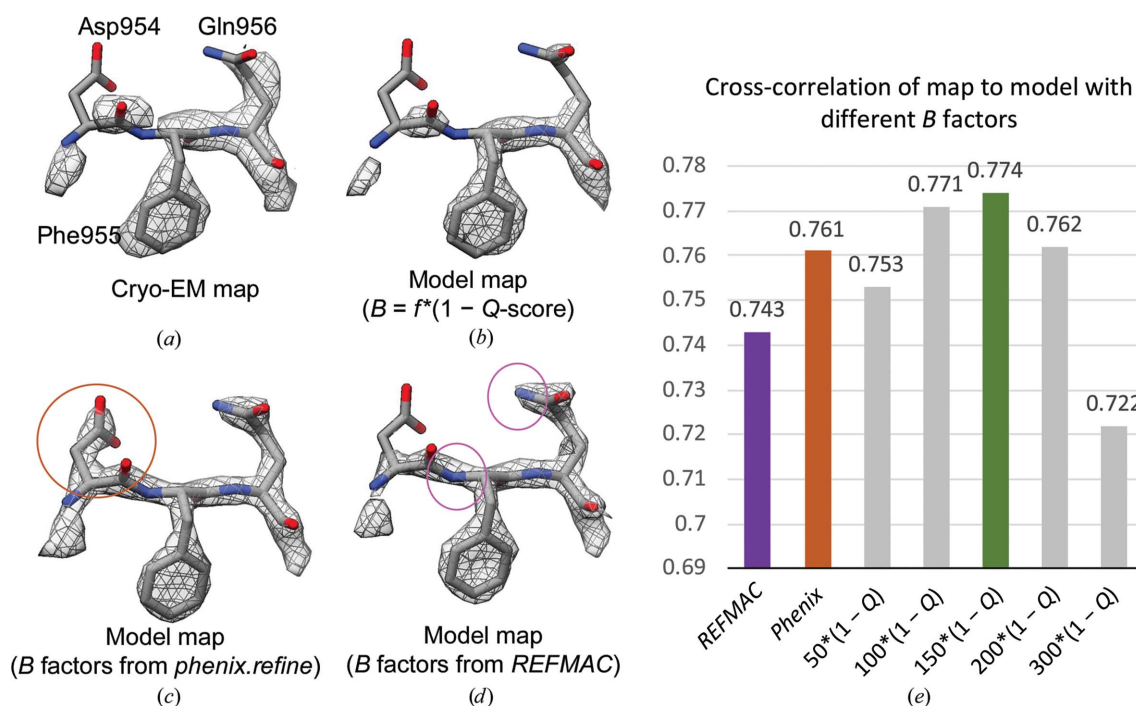 Asp954
Gln956
Phe955
Cryo-EM map
(a)
Model map
(B = f*(1 − Q-score)
(b)
Model map
(B factors from phenix.refine)
(c)
Model map
(B factors from REFMAC)
(d)
Cross-correlation of map to model with
different B factors
0.78
0.77
0.76
0.75
0.74
0.73
0.72
0.71
0.7
0.69
0.743
0.761
0.753
0.771
0.774
0.762
0.722
REFMAC
Phenix
50*(1 − Q)
100*(1 − Q)
150*(1 − Q)
200*(1 − Q)
300*(1 − Q)
(e)